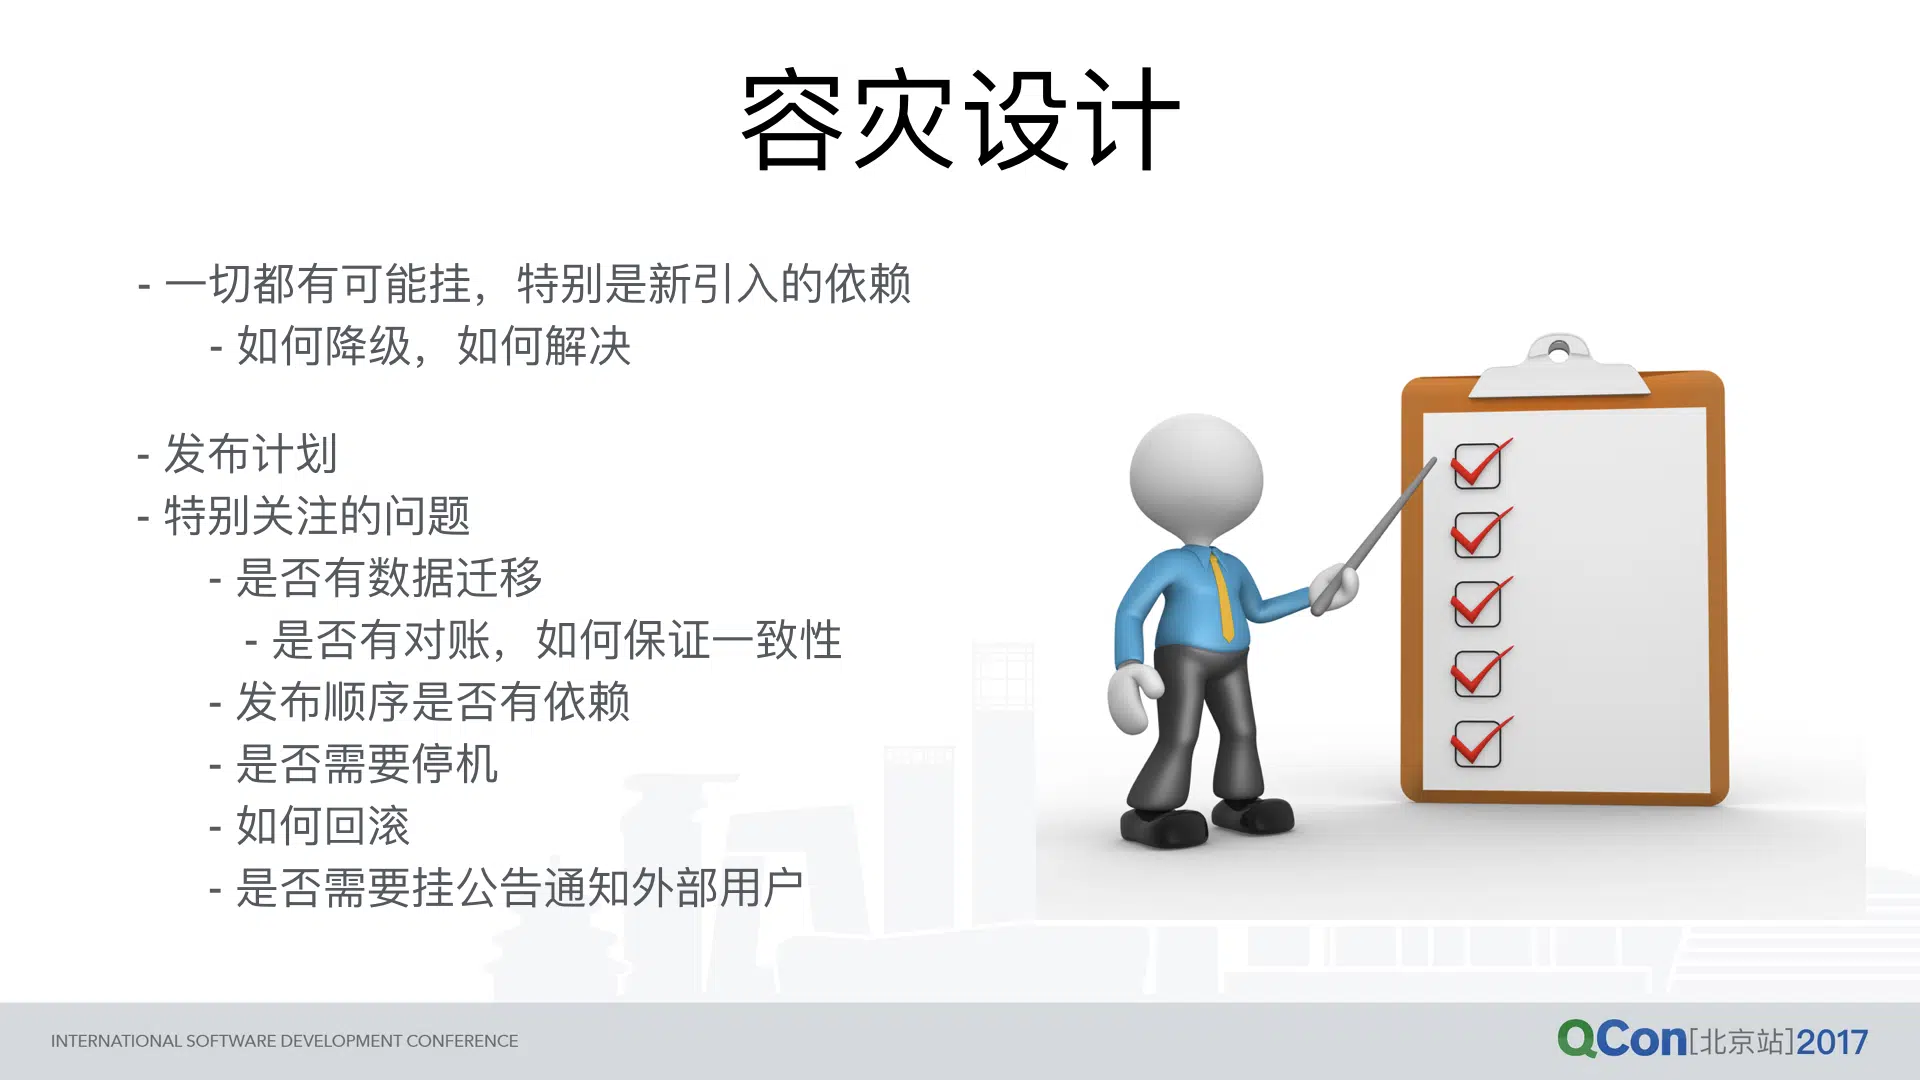 容灾设计
- 一切都有可能挂，特别是新引入的依赖
- 如何降级，如何解决
- 发布计划
- 特别关注的问题
- 是否有数据迁移
- 是否有对账，如何保证一致性
- 发布顺序是否有依赖
- 是否需要停机
- 如何回滚
- 是否需要挂公告通知外部用户
INTERNATIONAL SOFTWARE DEVELOPMENT CONFERENCE
QCon[北京站]2017